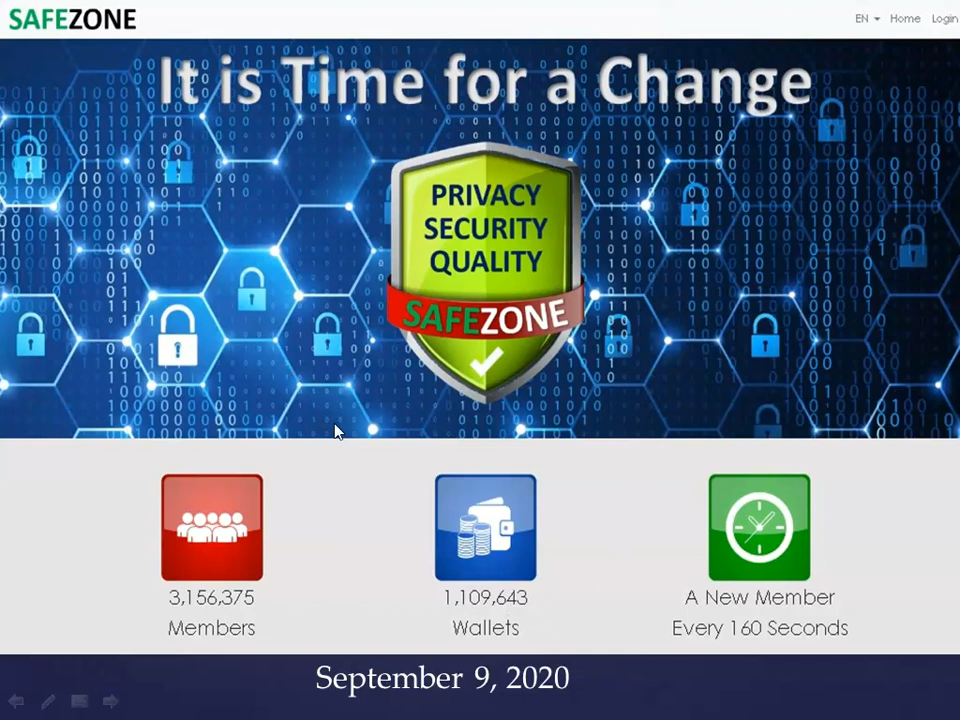 SAFEZONE
EN Home Login
It is Time for a Change
PRIVACY
SECURITY
QUALITY
SAFEZONE
3,156,375
Members
1,109,643
Wallets
A New Member
Every 160 Seconds
September 9, 2020